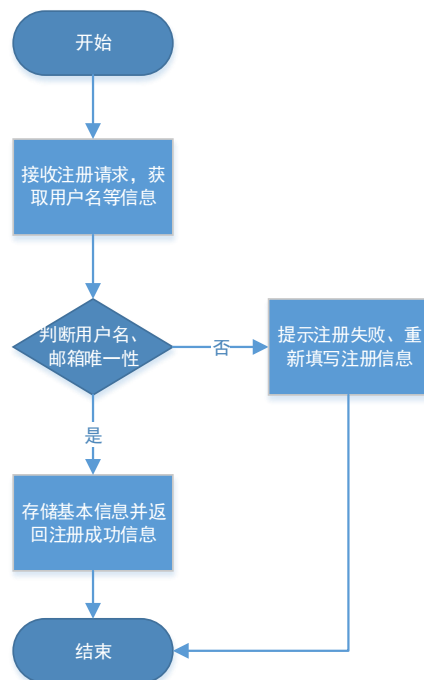 开始
接收注册请求，获
取用户名等信息
判断用户名、
邮箱唯一性
否
提示注册失败、重
新填写注册信息
是
存储基本信息并返
回注册成功信息
结束